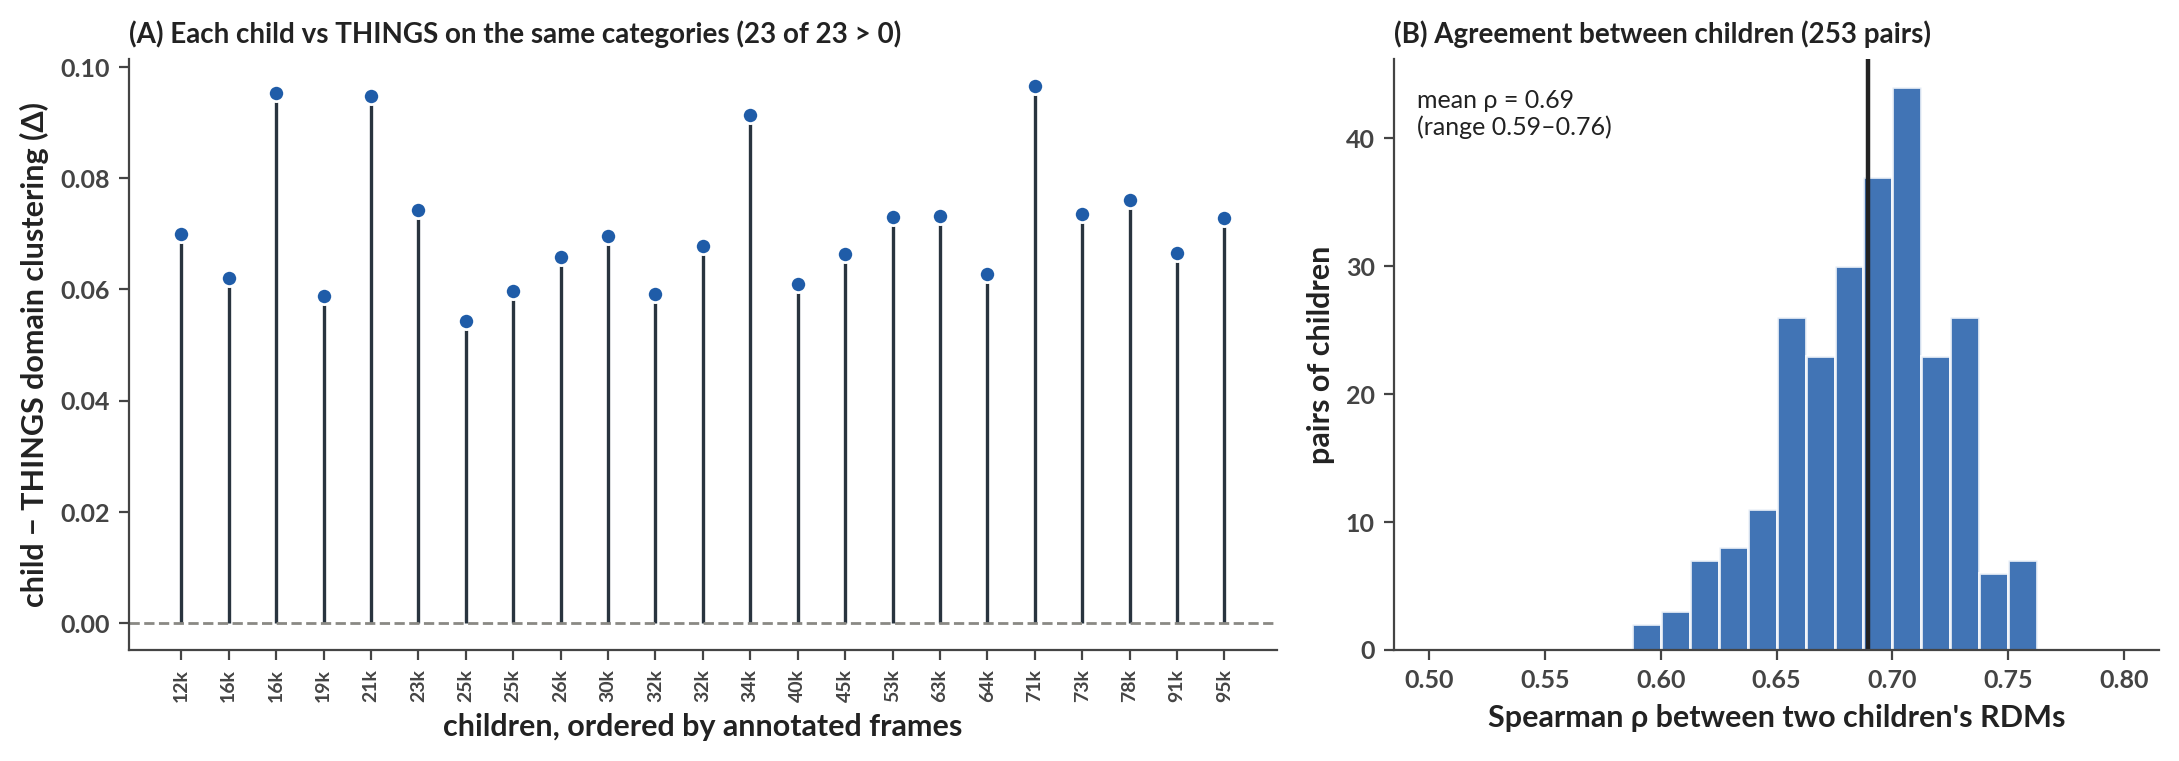 (A) Each child vs THINGS on the same categories (23 of 23 > 0)
child – THINGS domain clustering (Δ)
0.10
0.08
0.06
0.04
0.02
0.00
12k 16k 16k 19k 21k 23k 25k 25k 26k 30k 32k 32k 34k 40k 45k 53k 63k 64k 71k 73k 78k 91k 95k
children, ordered by annotated frames
(B) Agreement between children (253 pairs)
mean ρ = 0.69
(range 0.59–0.76)
pairs of children
40
30
20
10
0
0.50 0.55 0.60 0.65 0.70 0.75 0.80
Spearman ρ between two children's RDMs